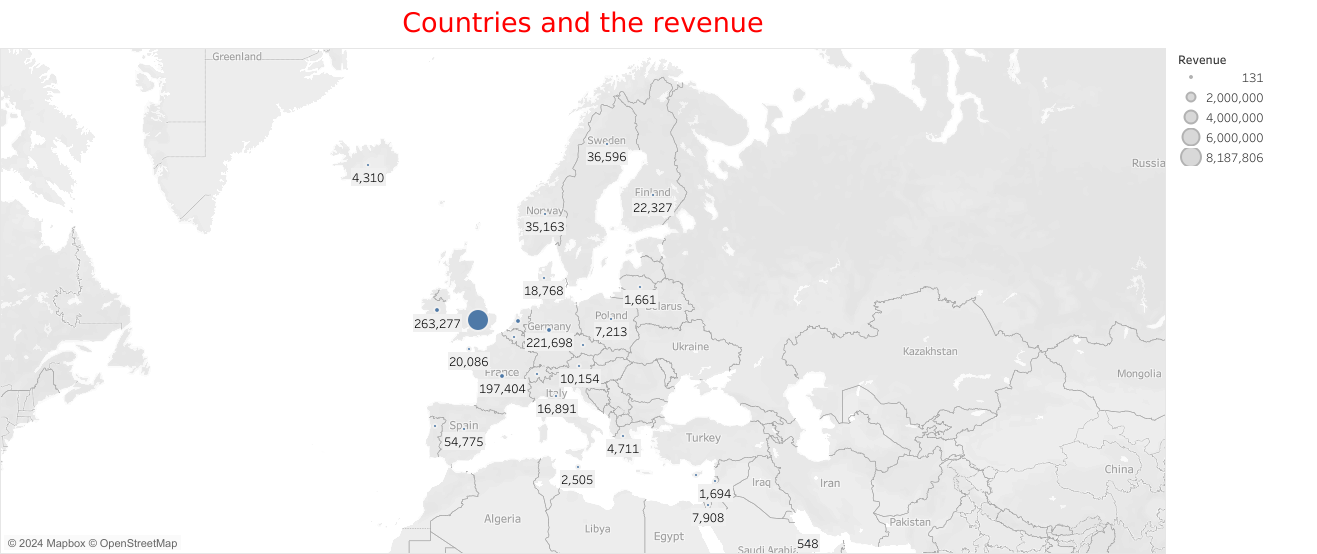 Countries and the revenue
Greenland
Revenue
131
2,000,000
4,000,000
6,000,000
8,187,806
Sweden
36,596
Russia
4,310
Finland
22,327
Norway
35,163
18,768
1,661
Belarus
263,277
Poland
7,213
Germany
221,698
Ukraine
Kazakhstan
20,086
France
197,404
10,154
Mongolia
Italy
16,891
Spain
54,775
Turkey
4,711
China
2,505
1,694
Iraq
Iran
7,908
Algeria
Libya
Egypt
Pakistan
548
Saudi Arabia
© 2024 Mapbox © OpenStreetMap